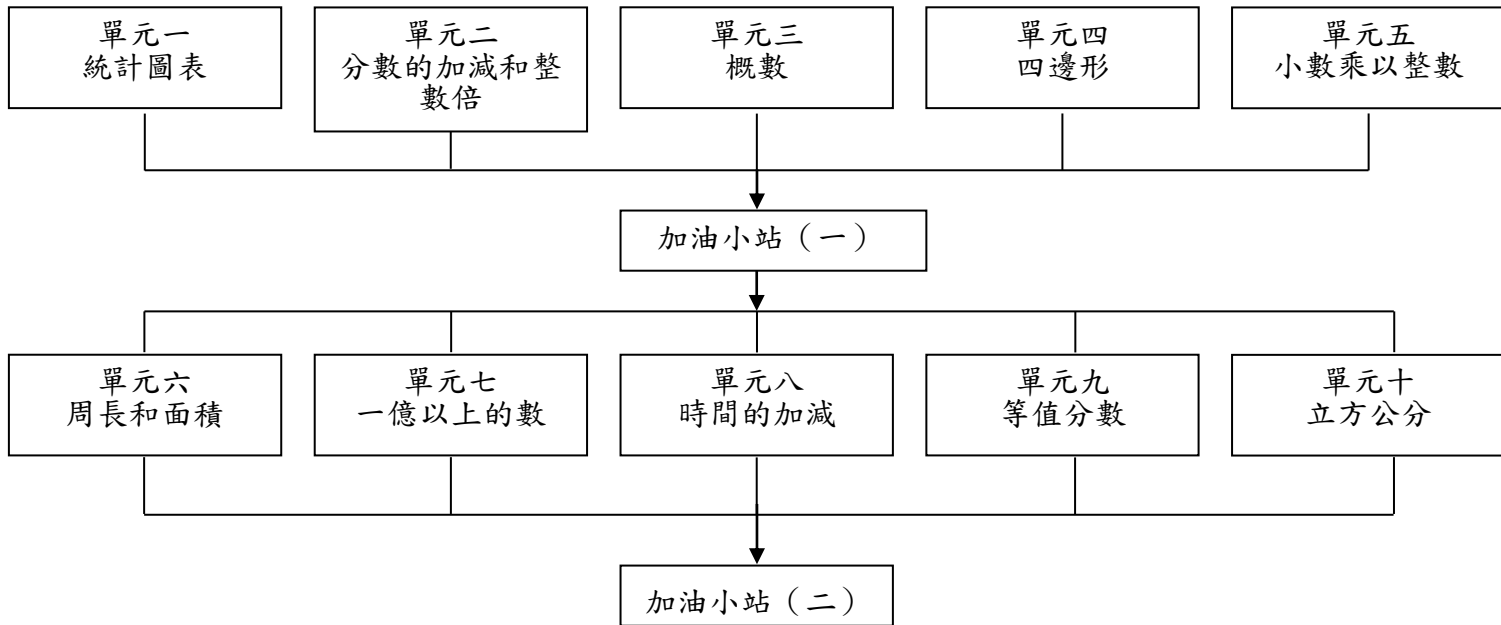 單元一
統計圖表
單元二
分數的加減和整
數倍
單元三
概數
單元四
四邊形
單元五
小數乘以整數
加油小站（一）
單元六
周長和面積
單元七
一億以上的數
單元八
時間的加減
單元九
等值分數
單元十
立方公分
加油小站（二）